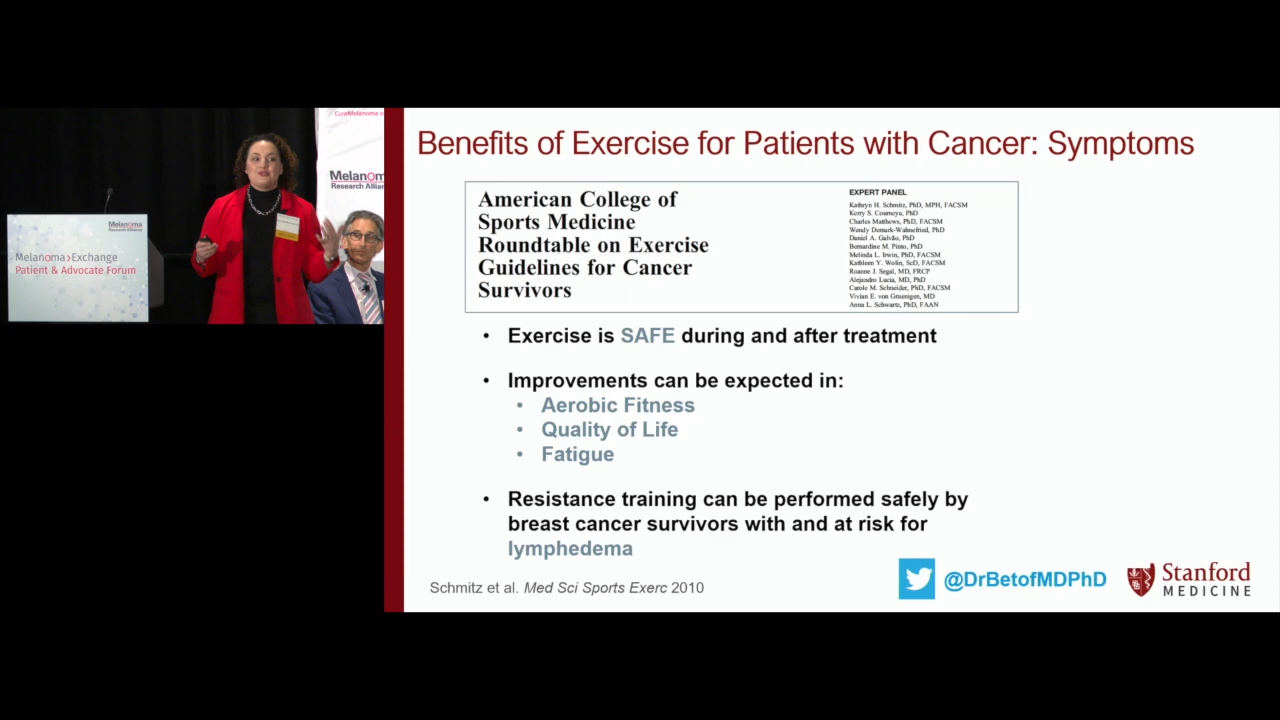 CureMelanoma.o
Melanom
Research Allian
Melanoma
Research Alliance
Melanoma›Exchange
Patient & Advocate Forum
Benefits of Exercise for Patients with Cancer: Symptoms
American College of
Sports Medicine
Roundtable on Exercise
Guidelines for Cancer
Survivors
EXPERT PANEL
Kathryn H. Schmitz, PhD, MPH, FACSM
Kerry S. Courneya, PhD
Charles Matthews, PhD, FACSM
Wendy Demark-Wahnefried, PhD
Daniel A. Galvão, PhD
Bernardine M. Pinto, PhD
Melinda L. Irwin, PhD, FACSM
Kathleen Y. Wolin, ScD, FACSM
Roanne J. Segal, MD, FRCP
Alejandro Lucia, MD, PhD
Carole M. Schneider, PhD, FACSM
Vivian E. von Gruenigen, MD
Anna L. Schwartz, PhD, FAAN
• Exercise is SAFE during and after treatment
• Improvements can be expected in:
• Aerobic Fitness
• Quality of Life
• Fatigue
• Resistance training can be performed safely by
breast cancer survivors with and at risk for
lymphedema
Schmitz et al. Med Sci Sports Exerc 2010
@DrBetofMDPhD
Stanford
MEDICINE